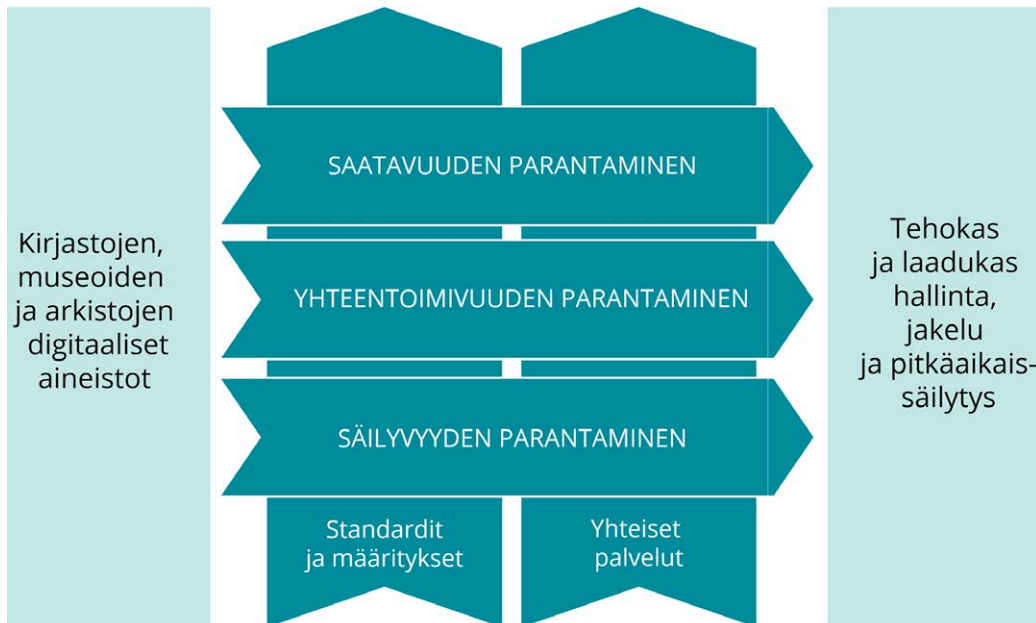 Kirjastojen,
museoiden
ja arkistojen
digitaaliset
aineistot
SAATAVUUDEN PARANTAMINEN
YHTEENTOIMIVUUDEN PARANTAMINEN
SÄILYVYYDEN PARANTAMINEN
Standardit
ja määritykset
Yhteiset
palvelut
Tehokas
ja laadukas
hallinta,
jakelu
ja pitkäaikais-
säilytys